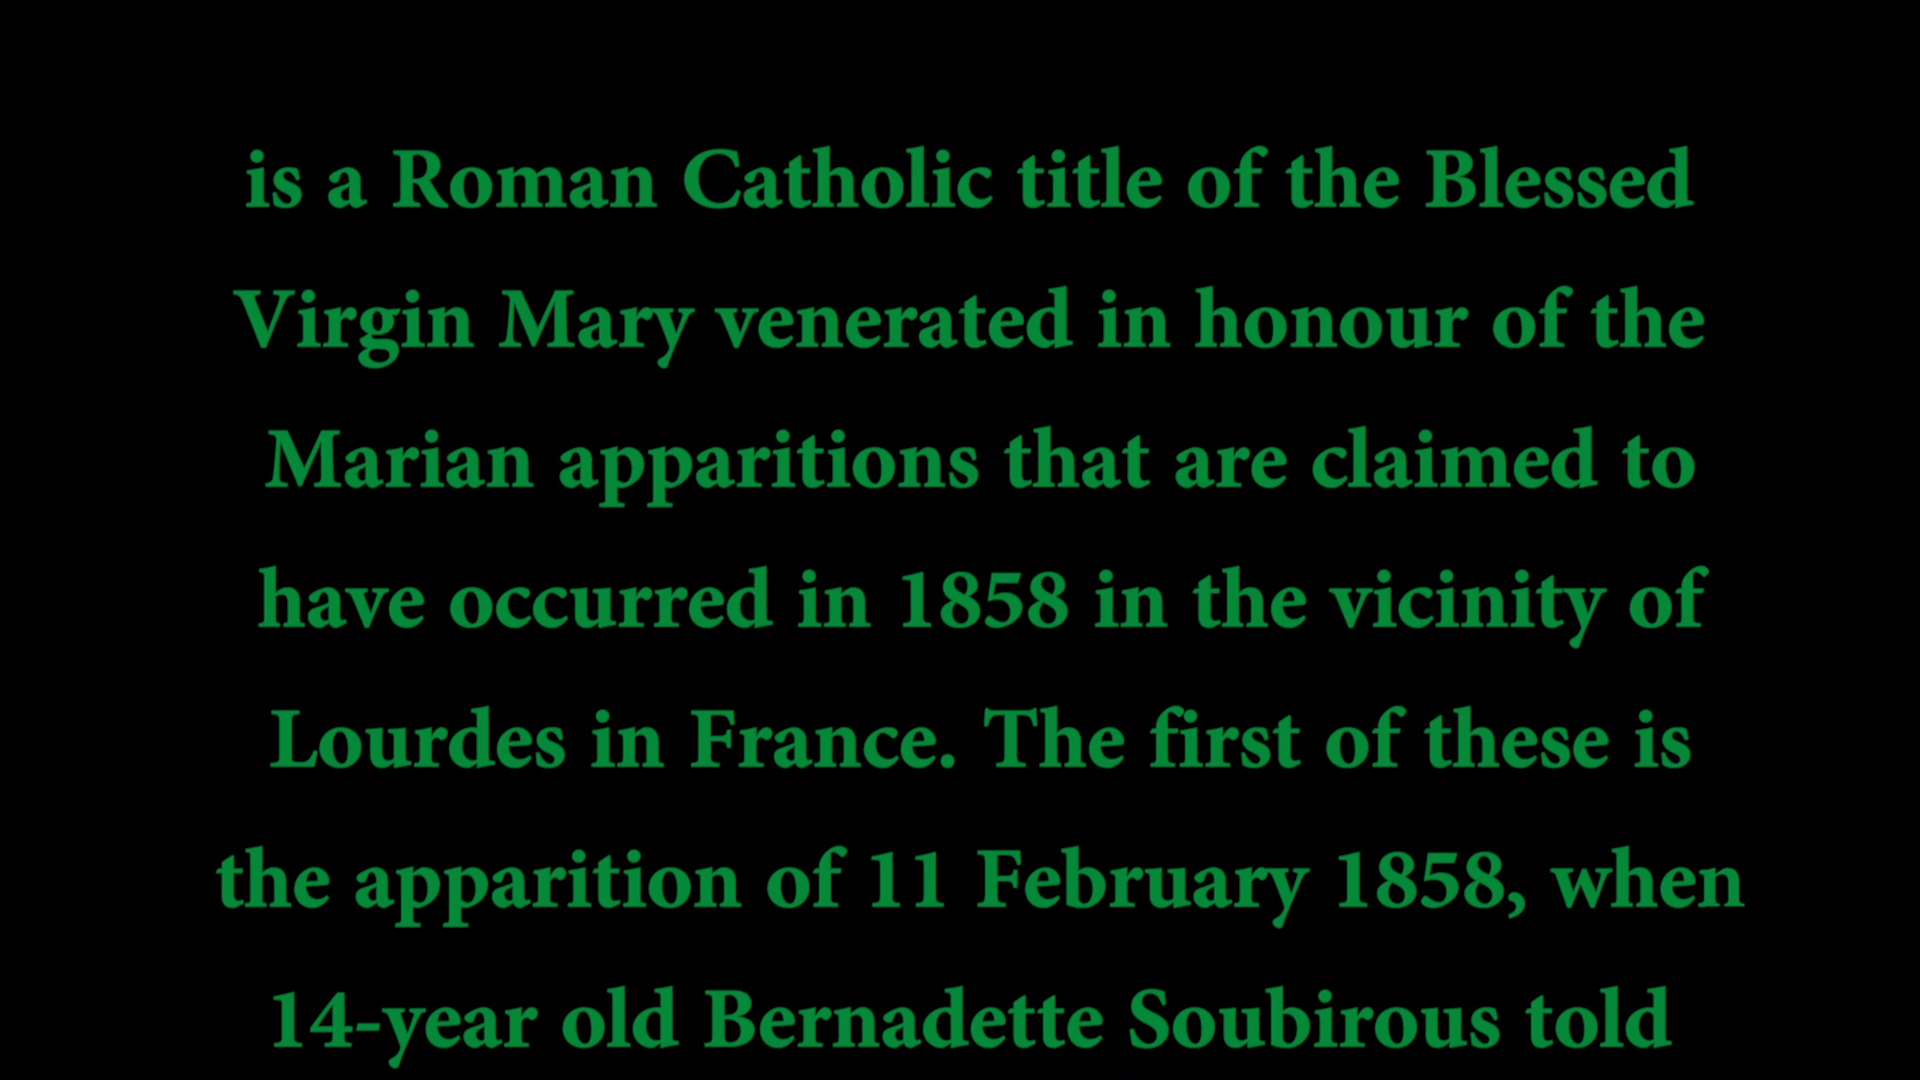 is a Roman Catholic title of the Blessed
Virgin Mary venerated in honour of the
Marian apparitions that are claimed to
have occurred in 1858 in the vicinity of
Lourdes in France. The first of these is
the apparition of 11 February 1858, when
14-year old Bernadette Soubirous told